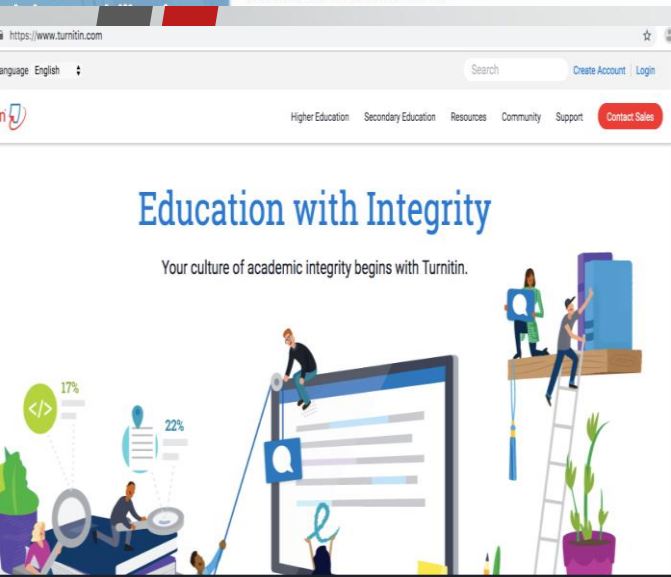 https://www.turnitin.com
anguage English
Search
Create Account | Login
n
Higher Education Secondary Education Resources Community Support Contact Sales
Education with Integrity
Your culture of academic integrity begins with Turnitin.
17%
</>
22%